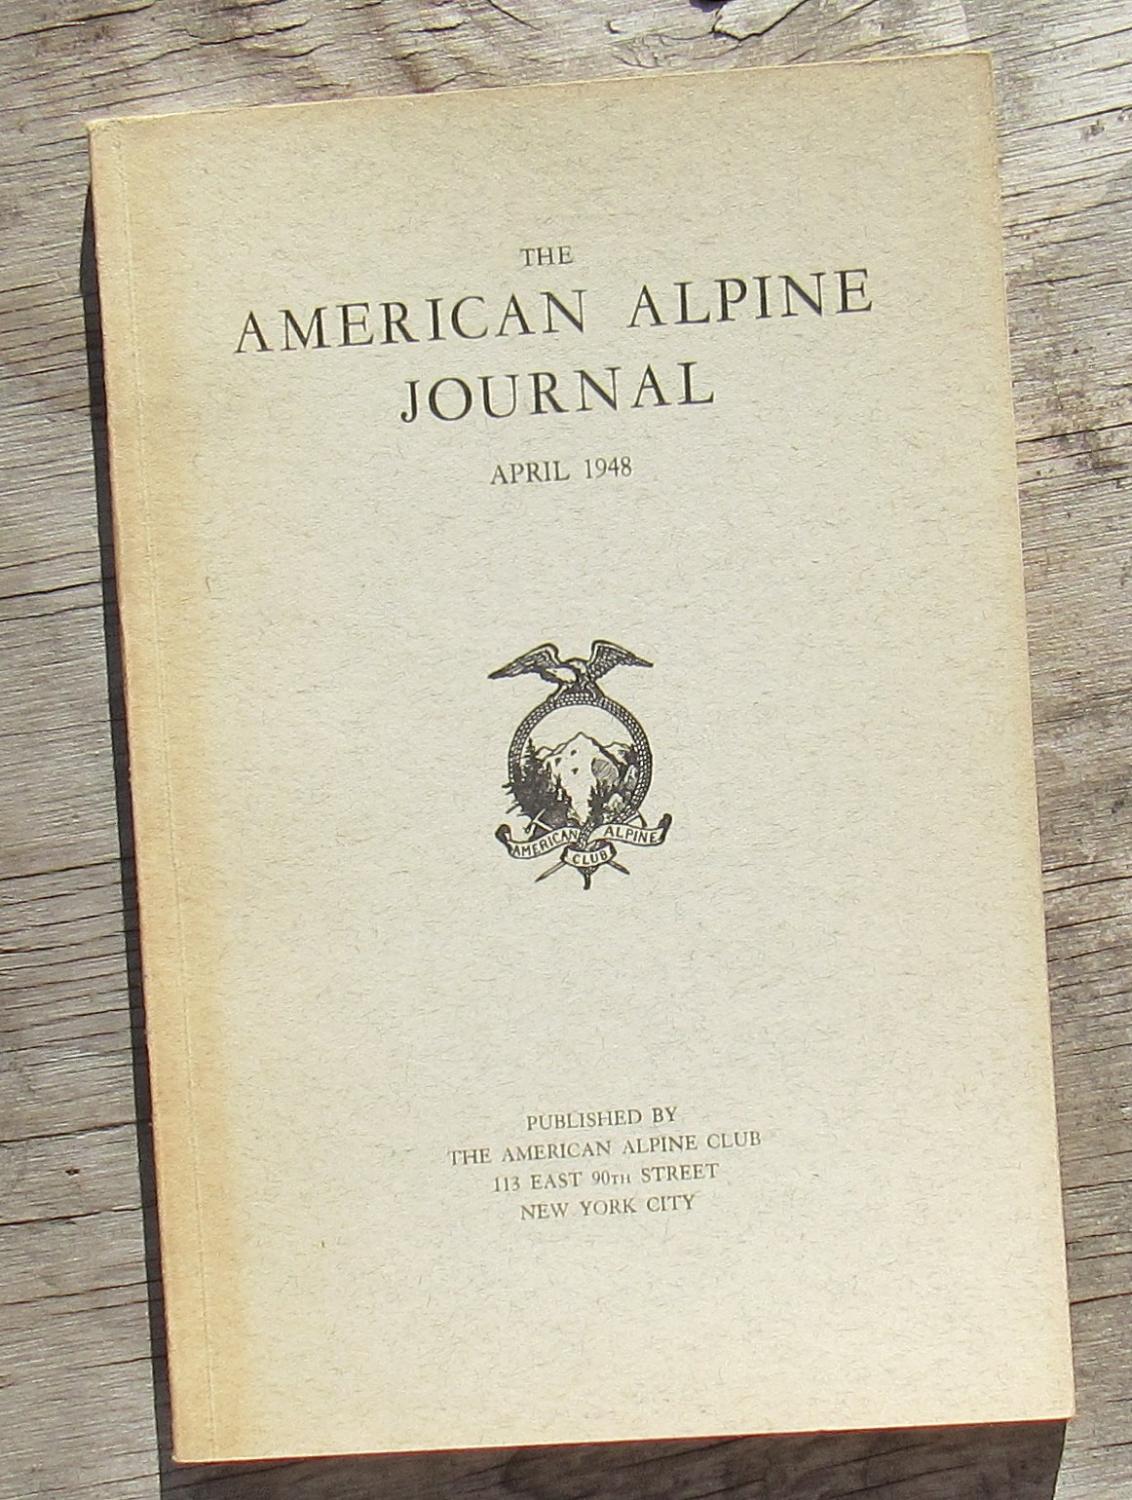 THE
AMERICAN ALPINE
JOURNAL
APRIL 1948
AMERICAN ALPINE
CLUB
PUBLISHED BY
THE AMERICAN ALPINE CLUB
113 EAST 90TH STREET
NEW YORK CITY